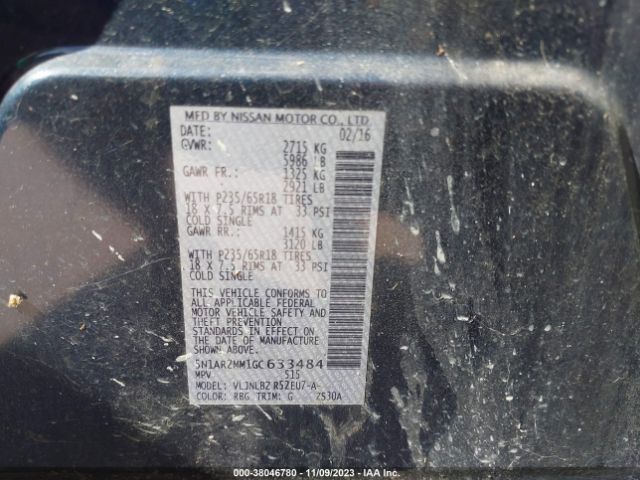 MFD BY NISSAN MOTOR CO., LTD
DATE: 02/16
GVWR: 2715 KG
5986 LB
GAWR FR.: 1325 KG
2921 LB
WITH P235/65R18 TIRES
18 X 7.5 RIMS AT 33 PSI
COLD SINGLE
GAWR RR.: 1415 KG
3120 LB
WITH P235/65R18 TIRES
18 X 7.5 RIMS AT 33 PSI
COLD SINGLE
THIS VEHICLE CONFORMS TO
ALL APPLICABLE FEDERAL
MOTOR VEHICLE SAFETY
AND THEFT PREVENTION
STANDARDS IN EFFECT ON
THE DATE OF MANUFACTURE
SHOWN ABOVE.
5N1AR2MM1GC633484
MPV 515
MODEL: VLJNLB2 R52EU7-A-
COLOR: RBG TRIM: G ZS30A
000-38046780 — 11/09/2023 — IAA Inc.